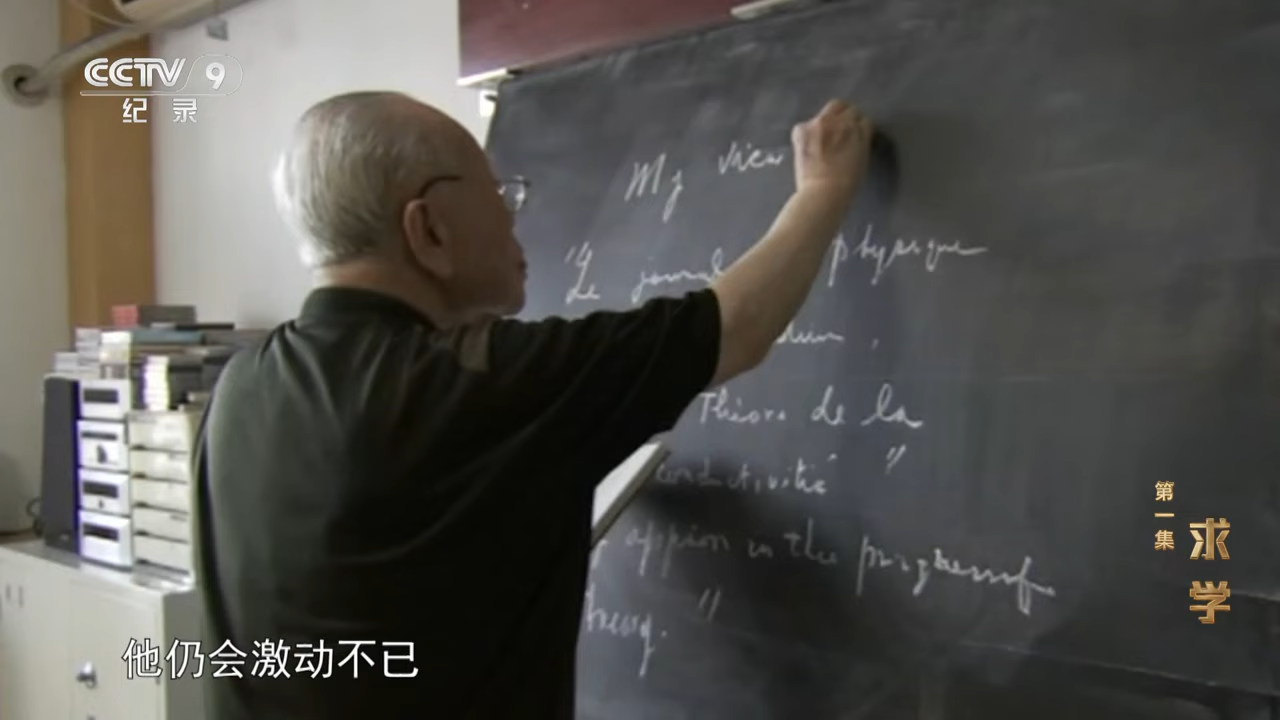 CCTV 9
纪录
My view
"Le journal physique
Théorie de la
conductivité "
in the progress of
theory. "
第一集
求学
他仍会激动不已